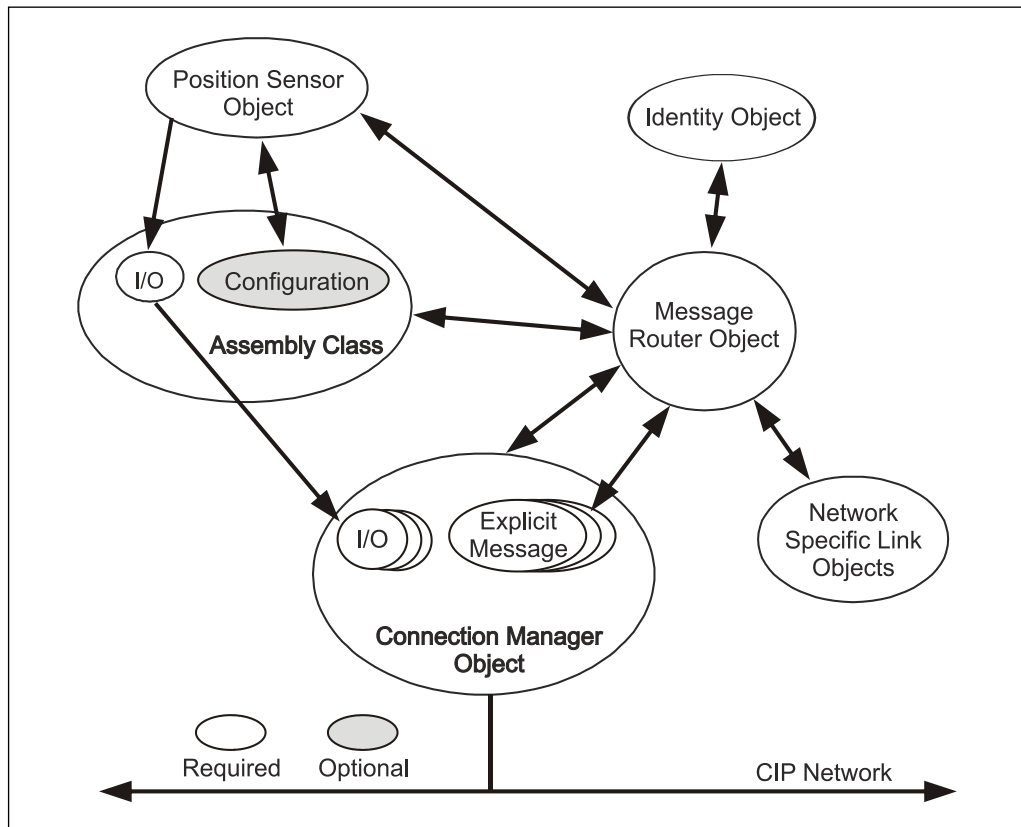 Position Sensor
Object
Identity Object
I/O
Configuration
Assembly Class
Message
Router Object
I/O
Explicit
Message
Connection Manager
Object
Network
Specific Link
Objects
Required
Optional
CIP Network